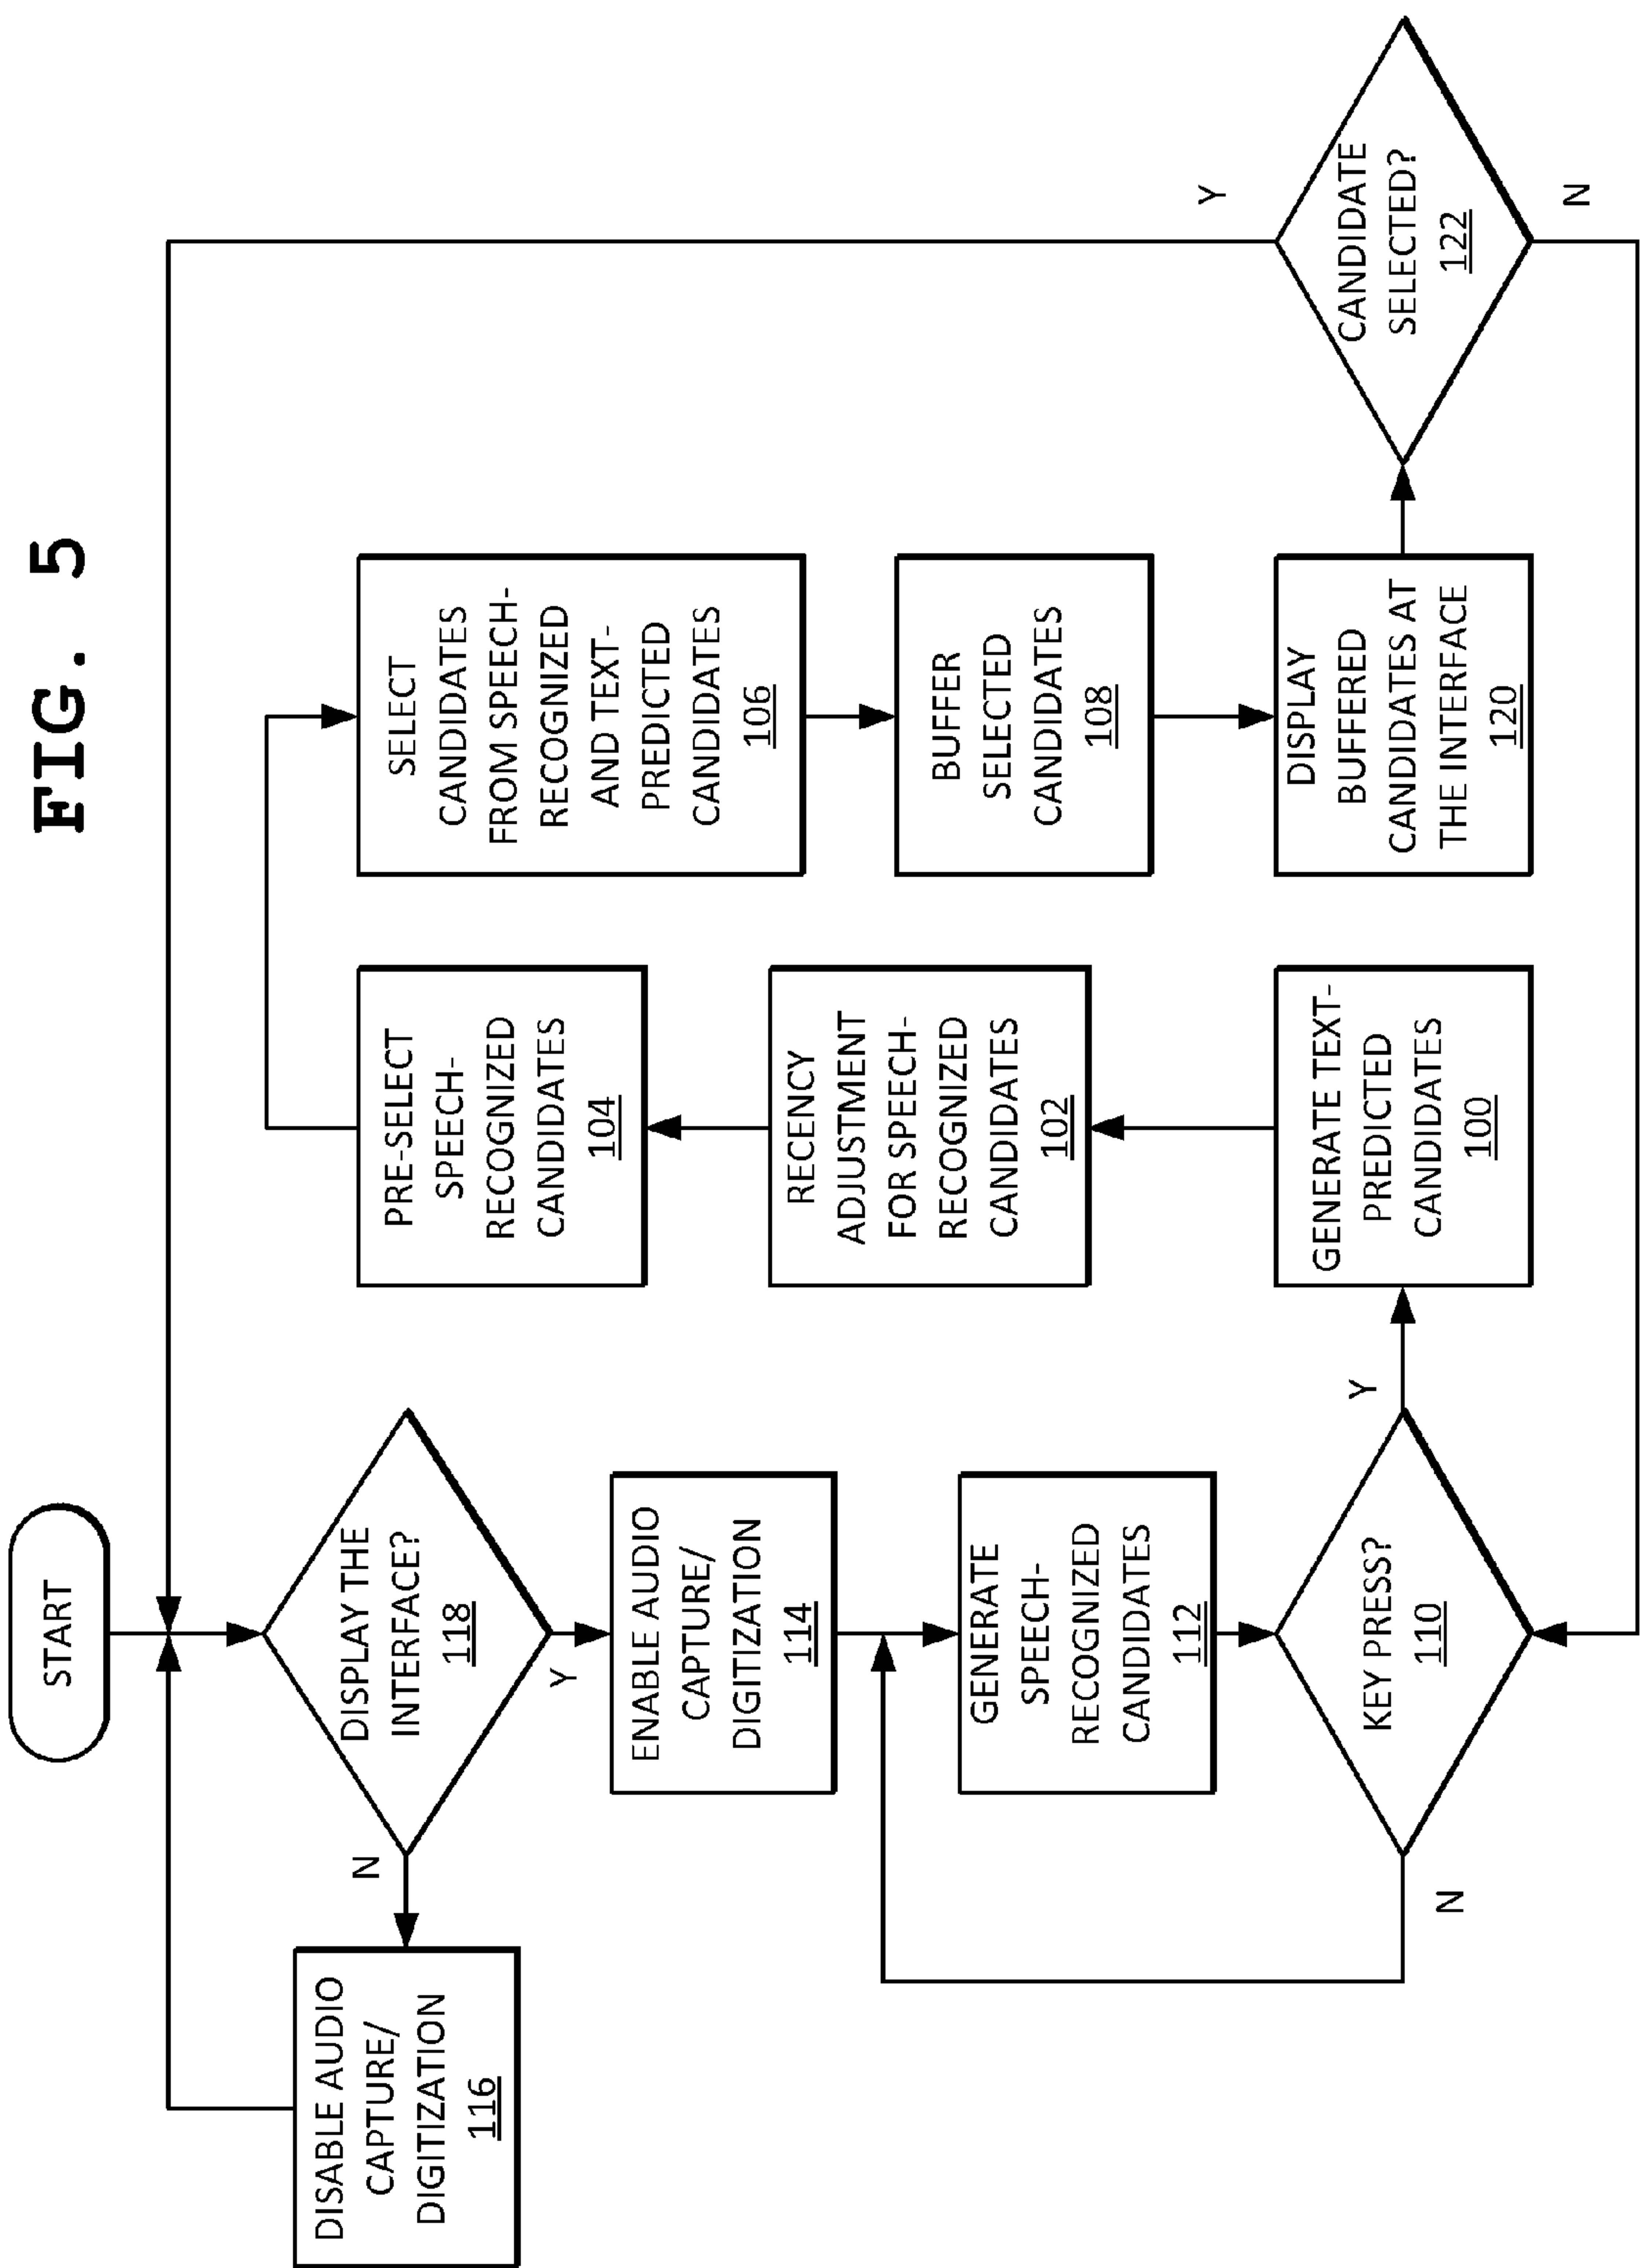 FIG. 5
START
DISPLAY THE
INTERFACE?
118
N
Y
DISABLE AUDIO
CAPTURE/
DIGITIZATION
116
ENABLE AUDIO
CAPTURE/
DIGITIZATION
114
GENERATE
SPEECH-
RECOGNIZED
CANDIDATES
112
KEY PRESS?
110
N
Y
GENERATE TEXT-
PREDICTED
CANDIDATES
100
RECENCY
ADJUSTMENT
FOR SPEECH-
RECOGNIZED
CANDIDATES
102
PRE-SELECT
SPEECH-
RECOGNIZED
CANDIDATES
104
SELECT
CANDIDATES
FROM SPEECH-
RECOGNIZED
AND TEXT-
PREDICTED
CANDIDATES
106
BUFFER
SELECTED
CANDIDATES
108
DISPLAY
BUFFERED
CANDIDATES AT
THE INTERFACE
120
CANDIDATE
SELECTED?
122
Y
N